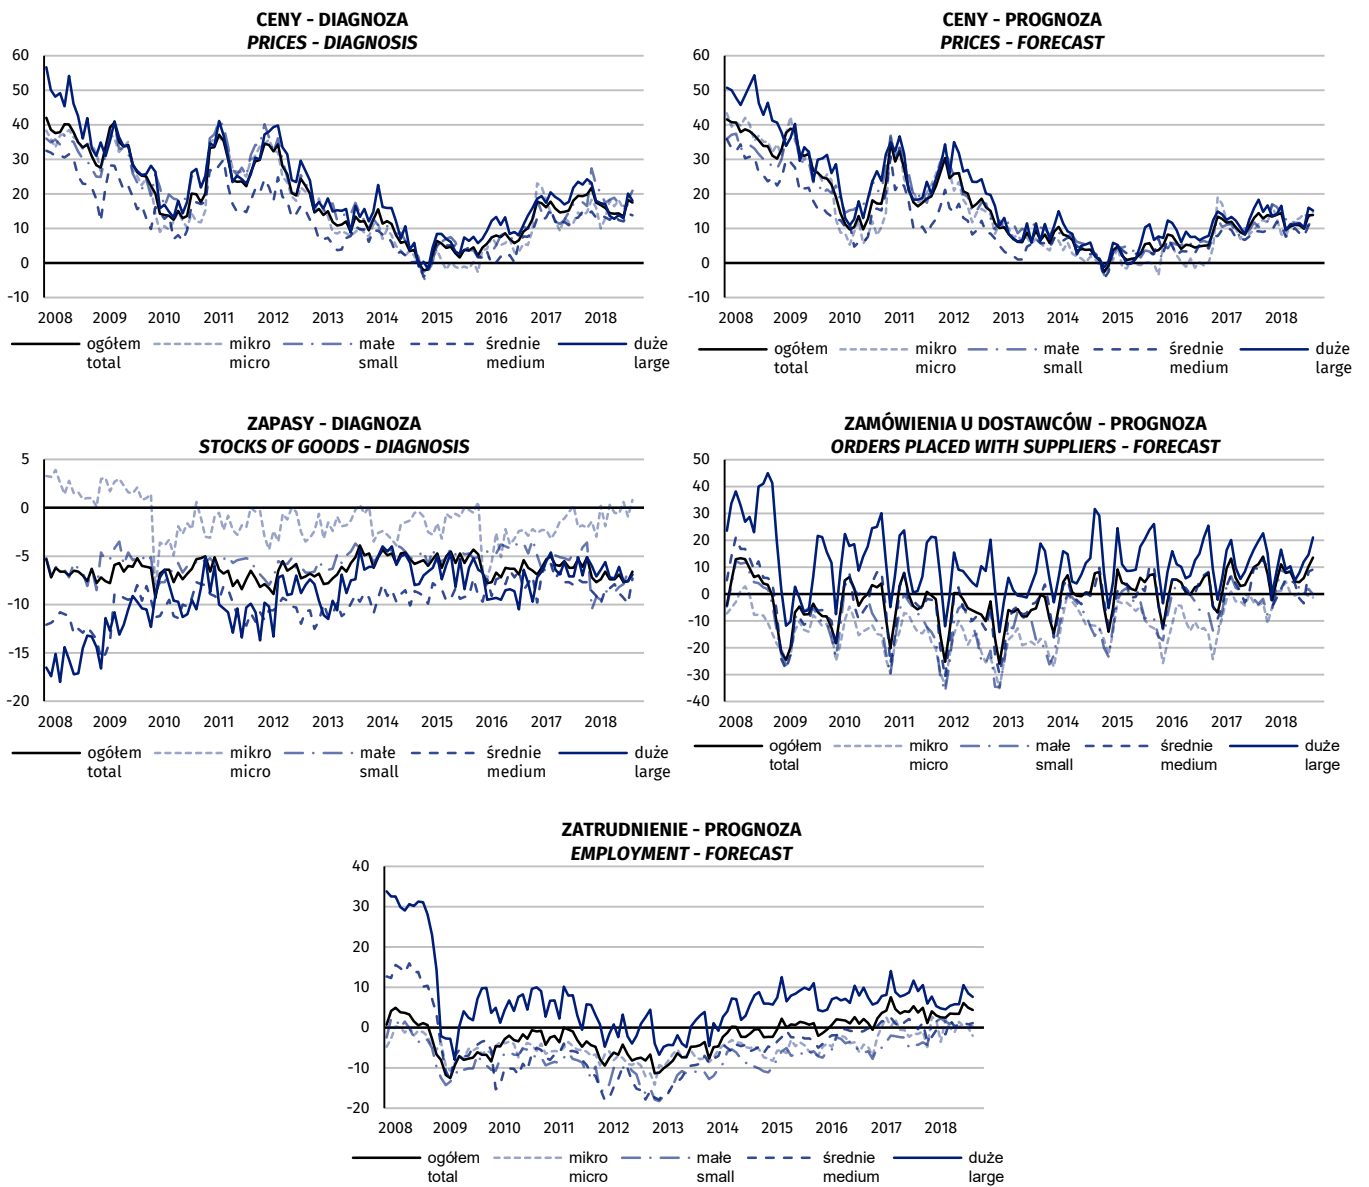 CENY - DIAGNOZA
PRICES - DIAGNOSIS
60
50
40
30
20
10
0
-10
2008 2009 2010 2011 2012 2013 2014 2015 2016 2017 2018
ogółem mikro małe średnie duże
total micro small medium large
CENY - PROGNOZA
PRICES - FORECAST
60
50
40
30
20
10
0
-10
2008 2009 2010 2011 2012 2013 2014 2015 2016 2017 2018
ogółem mikro małe średnie duże
total micro small medium large
ZAPASY - DIAGNOZA
STOCKS OF GOODS - DIAGNOSIS
5
0
-5
-10
-15
-20
2008 2009 2010 2011 2012 2013 2014 2015 2016 2017 2018
ogółem mikro małe średnie duże
total micro small medium large
ZAMÓWIENIA U DOSTAWCÓW - PROGNOZA
ORDERS PLACED WITH SUPPLIERS - FORECAST
50
40
30
20
10
0
-10
-20
-30
-40
2008 2009 2010 2011 2012 2013 2014 2015 2016 2017 2018
ogółem mikro małe średnie duże
total micro small medium large
ZATRUDNIENIE - PROGNOZA
EMPLOYMENT - FORECAST
40
30
20
10
0
-10
-20
2008 2009 2010 2011 2012 2013 2014 2015 2016 2017 2018
ogółem mikro małe średnie duże
total micro small medium large